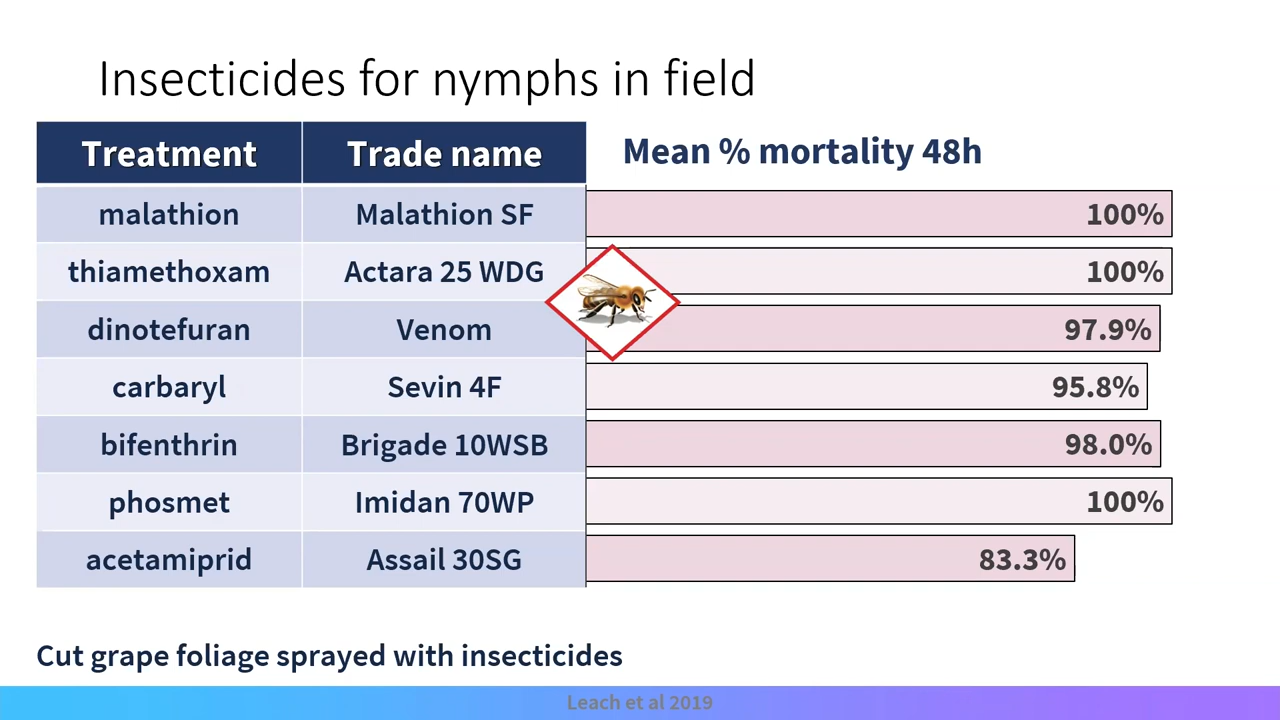 Insecticides for nymphs in field
Treatment Trade name Mean % mortality 48h
malathion Malathion SF 100%
thiamethoxam Actara 25 WDG 100%
dinotefuran Venom 97.9%
carbaryl Sevin 4F 95.8%
bifenthrin Brigade 10WSB 98.0%
phosmet Imidan 70WP 100%
acetamiprid Assail 30SG 83.3%
Cut grape foliage sprayed with insecticides
Leach et al 2019